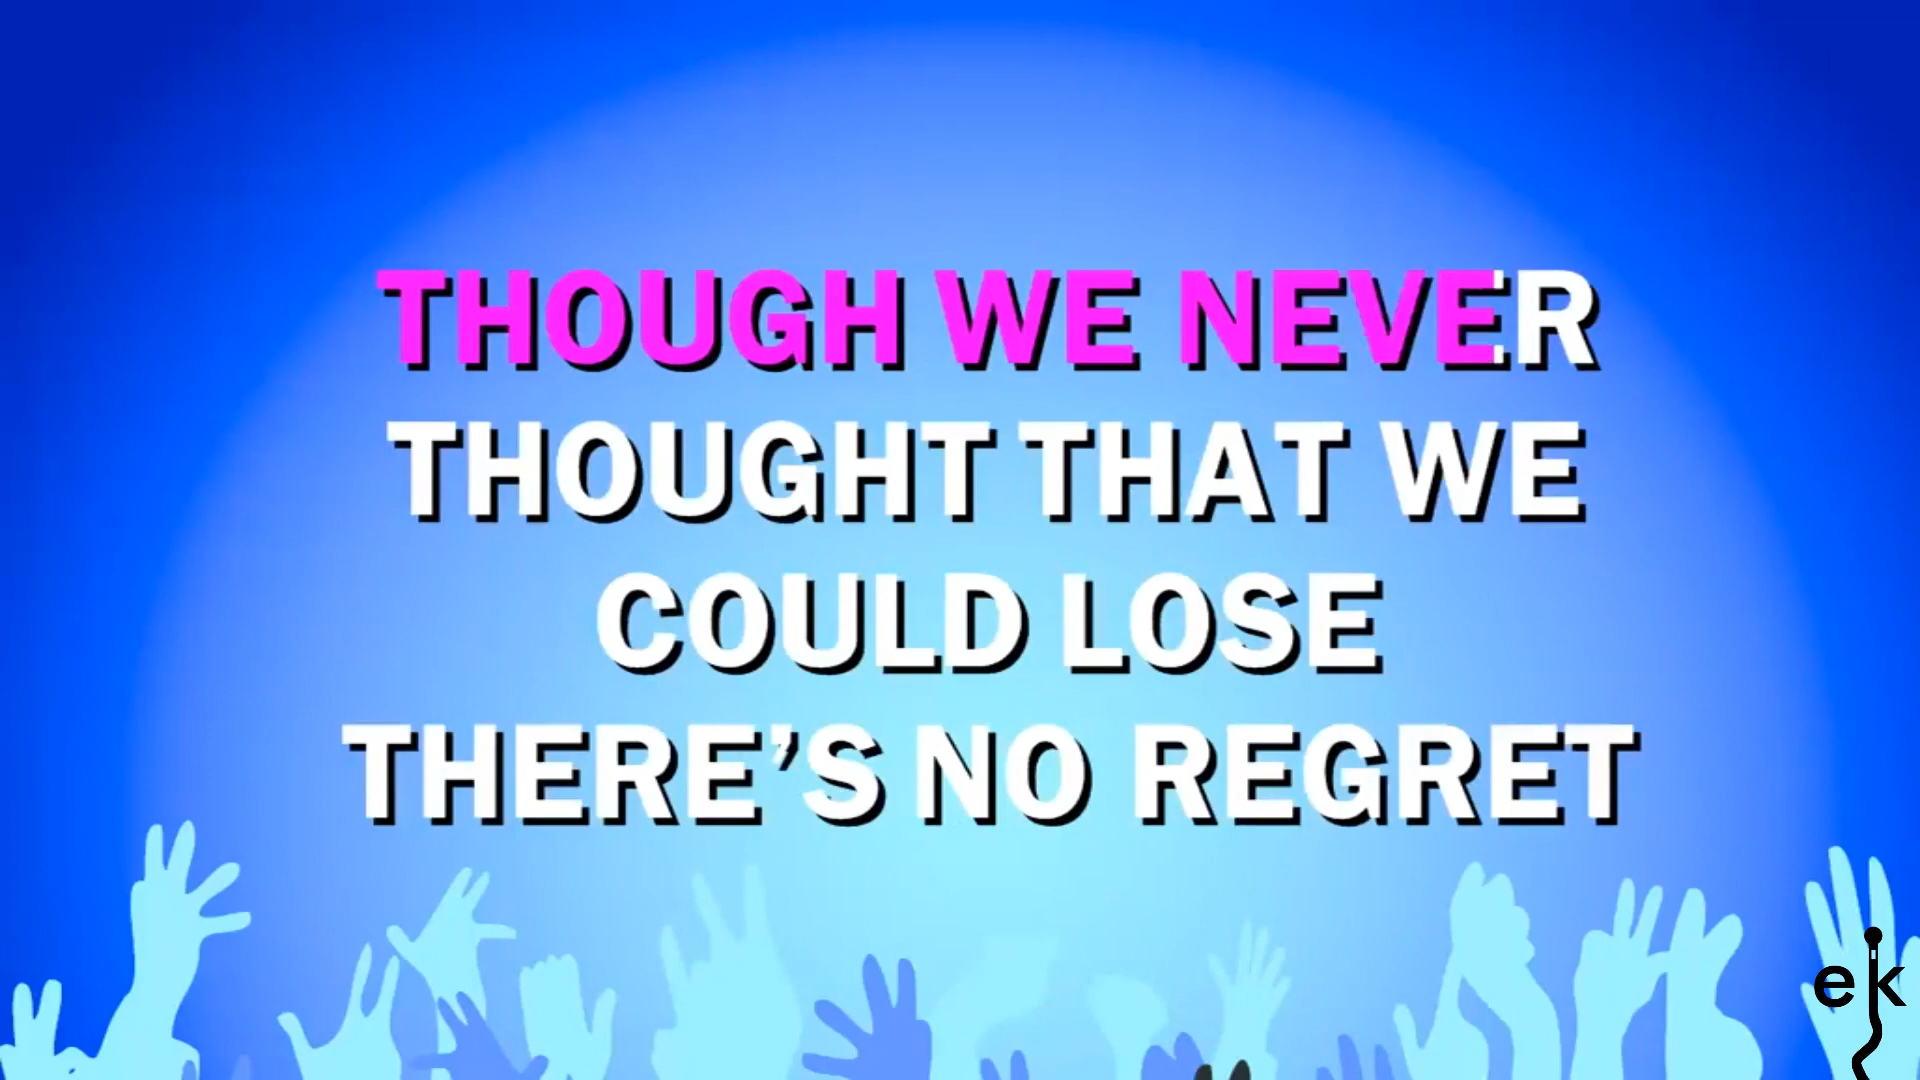 THOUGH WE NEVER
THOUGHT THAT WE
COULD LOSE
THERE’S NO REGRET
ek